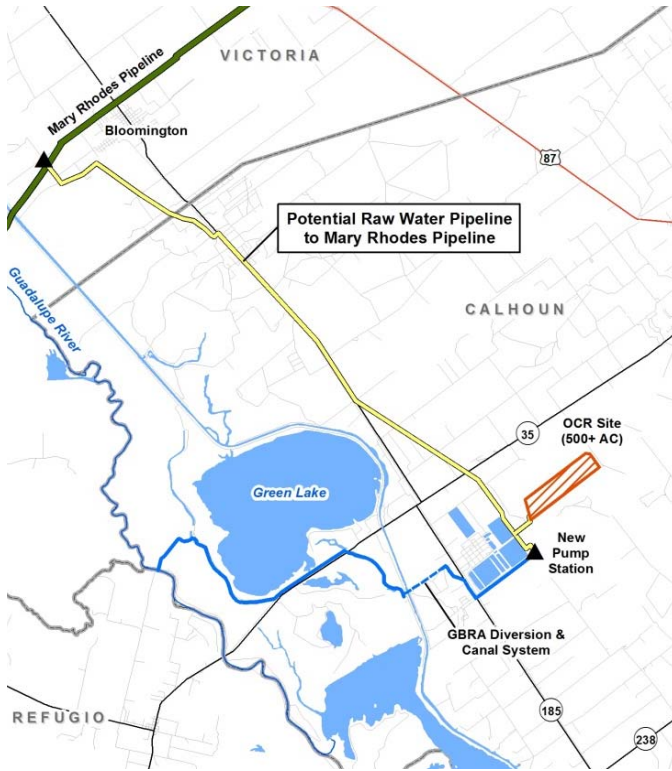 VICTORIA
Mary Rhodes Pipeline
Bloomington
87
Potential Raw Water Pipeline
to Mary Rhodes Pipeline
Guadalupe River
CALHOUN
OCR Site
(500+ AC)
35
Green Lake
New
Pump
Station
GBRA Diversion &
Canal System
REFUGIO
185
238